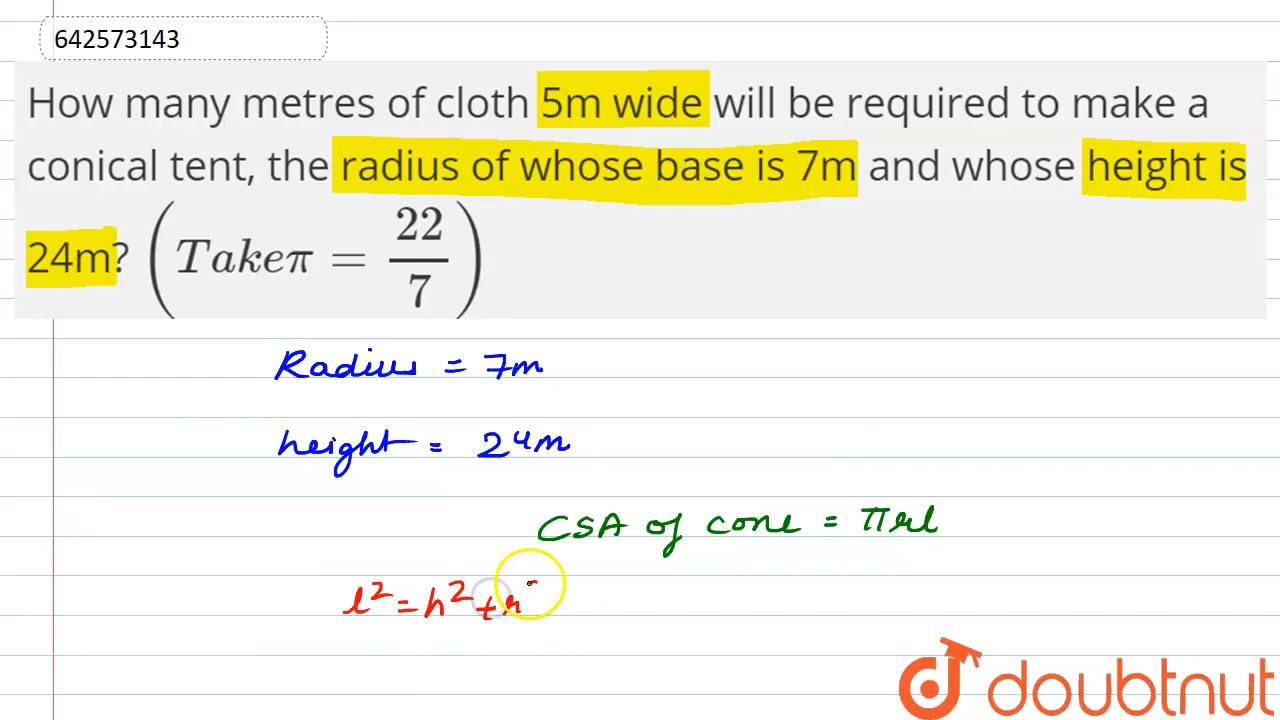 642573143
How many metres of cloth 5m wide will be required to make a
conical tent, the radius of whose base is 7m and whose height is
24m? (Takeπ = 22/7)
Radius = 7m
height = 24m
CSA of cone = πrl
l² = h² + r
doubtnut